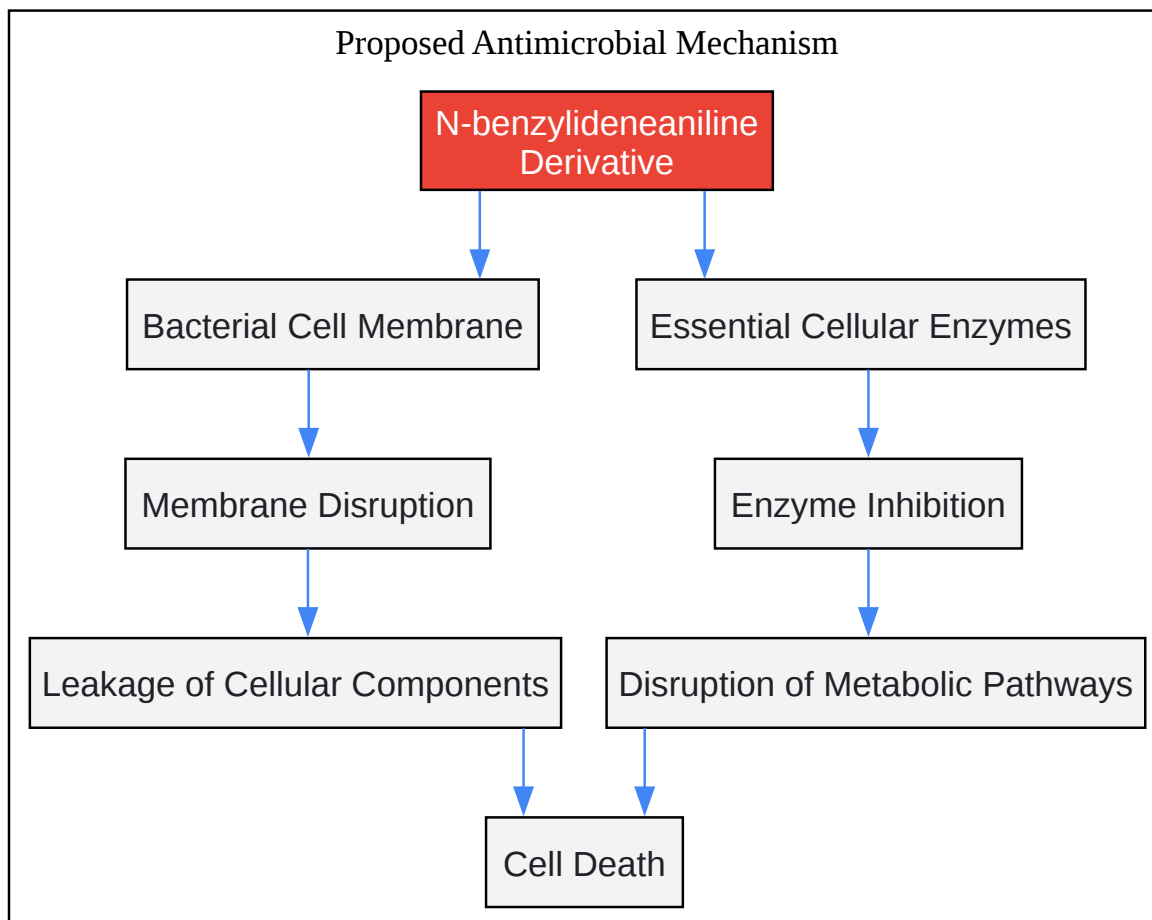 Proposed Antimicrobial Mechanism
N-benzylideneaniline
Derivative
Bacterial Cell Membrane
Essential Cellular Enzymes
Membrane Disruption
Enzyme Inhibition
Leakage of Cellular Components
Disruption of Metabolic Pathways
Cell Death